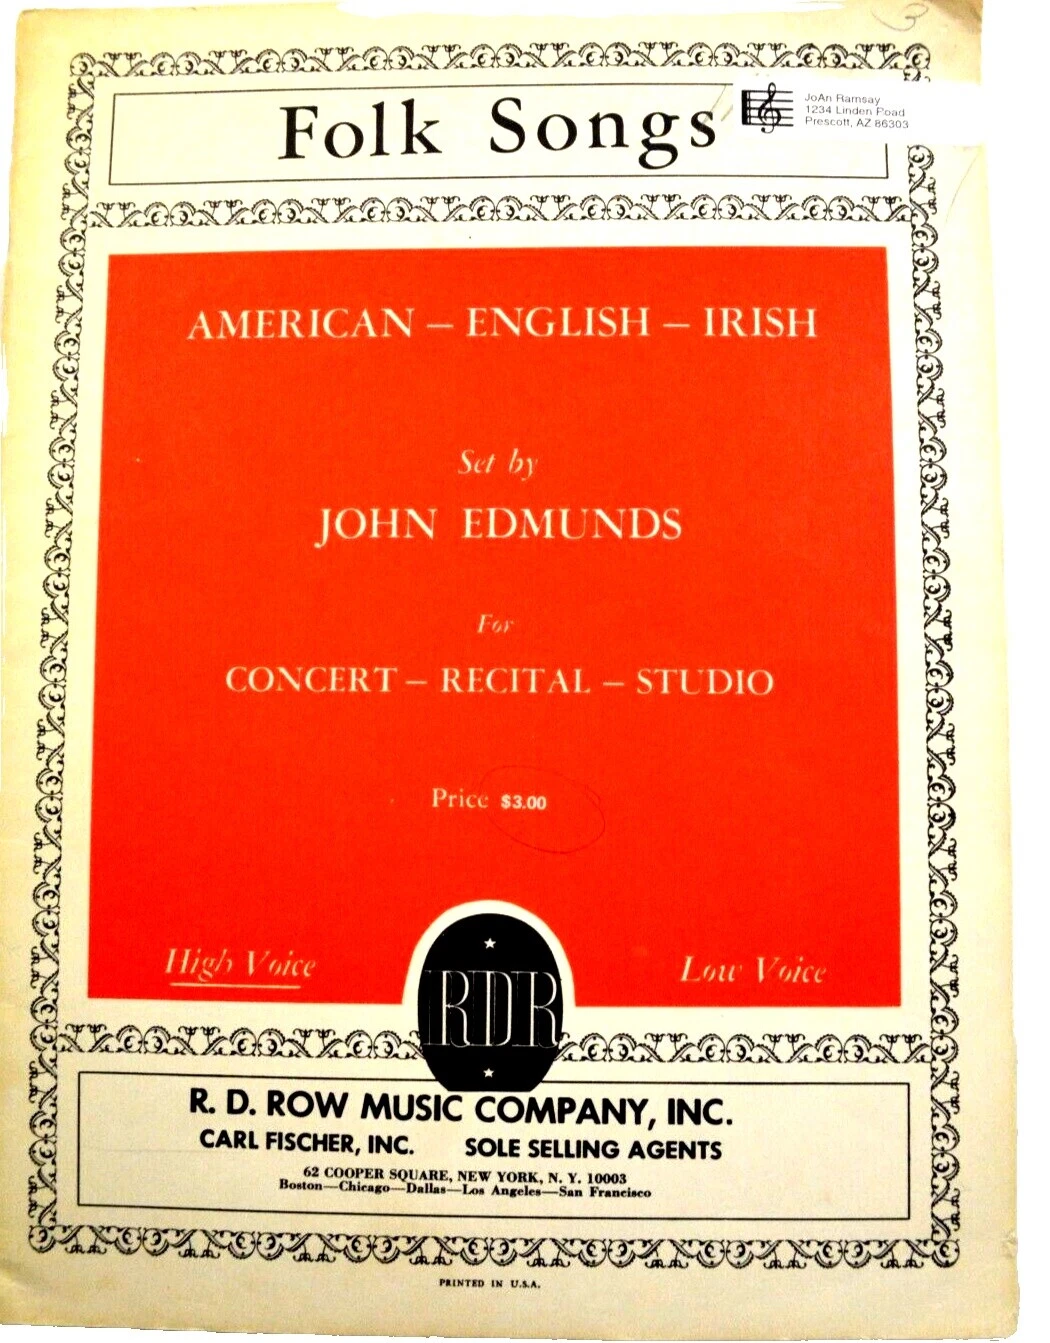 3
Folk Songs
JoAn Ramsay
1234 Linden Road
Prescott, AZ 86303
AMERICAN – ENGLISH – IRISH
Set by
JOHN EDMUNDS
For
CONCERT – RECITAL – STUDIO
Price $3.00
High Voice
Low Voice
RDR
R. D. ROW MUSIC COMPANY, INC.
CARL FISCHER, INC. SOLE SELLING AGENTS
62 COOPER SQUARE, NEW YORK, N. Y. 10003
Boston—Chicago—Dallas—Los Angeles—San Francisco
PRINTED IN U.S.A.